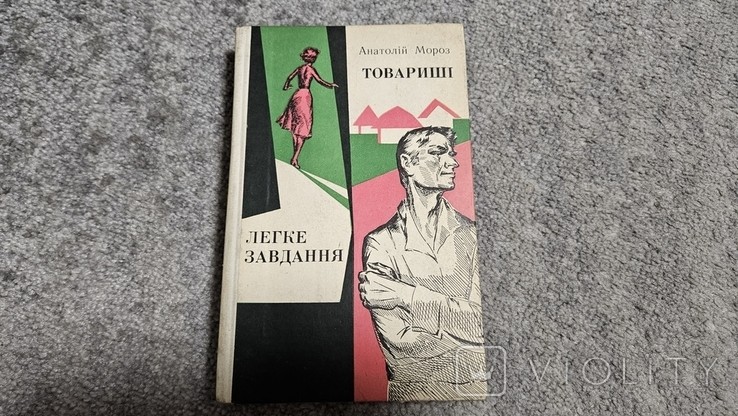 Анатолій Мороз
ТОВАРИШІ
ЛЕГКЕ
ЗАВДАННЯ
VIOLITY